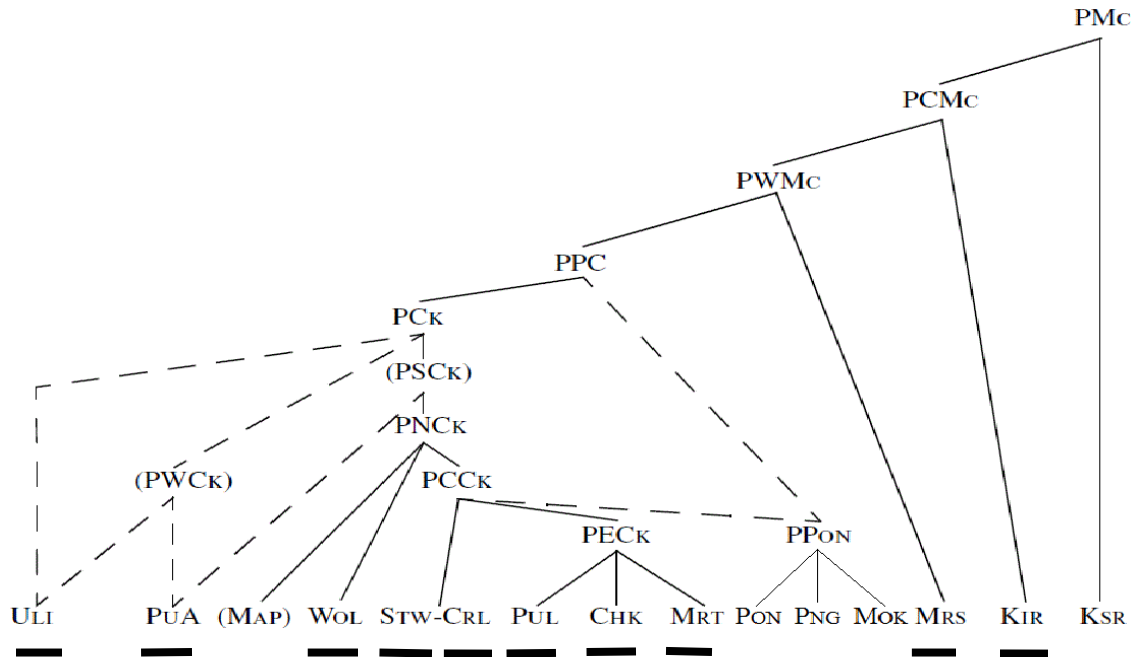 PMc
PCMc
PWMc
PPC
PCk
(PSCk)
PNCk
(PWCk) PCCk
PECk PPon
Uli PuA (Map) Wol StW-Crl Pul Chk Mrt Pon Png Mok Mrs Kir Ksr